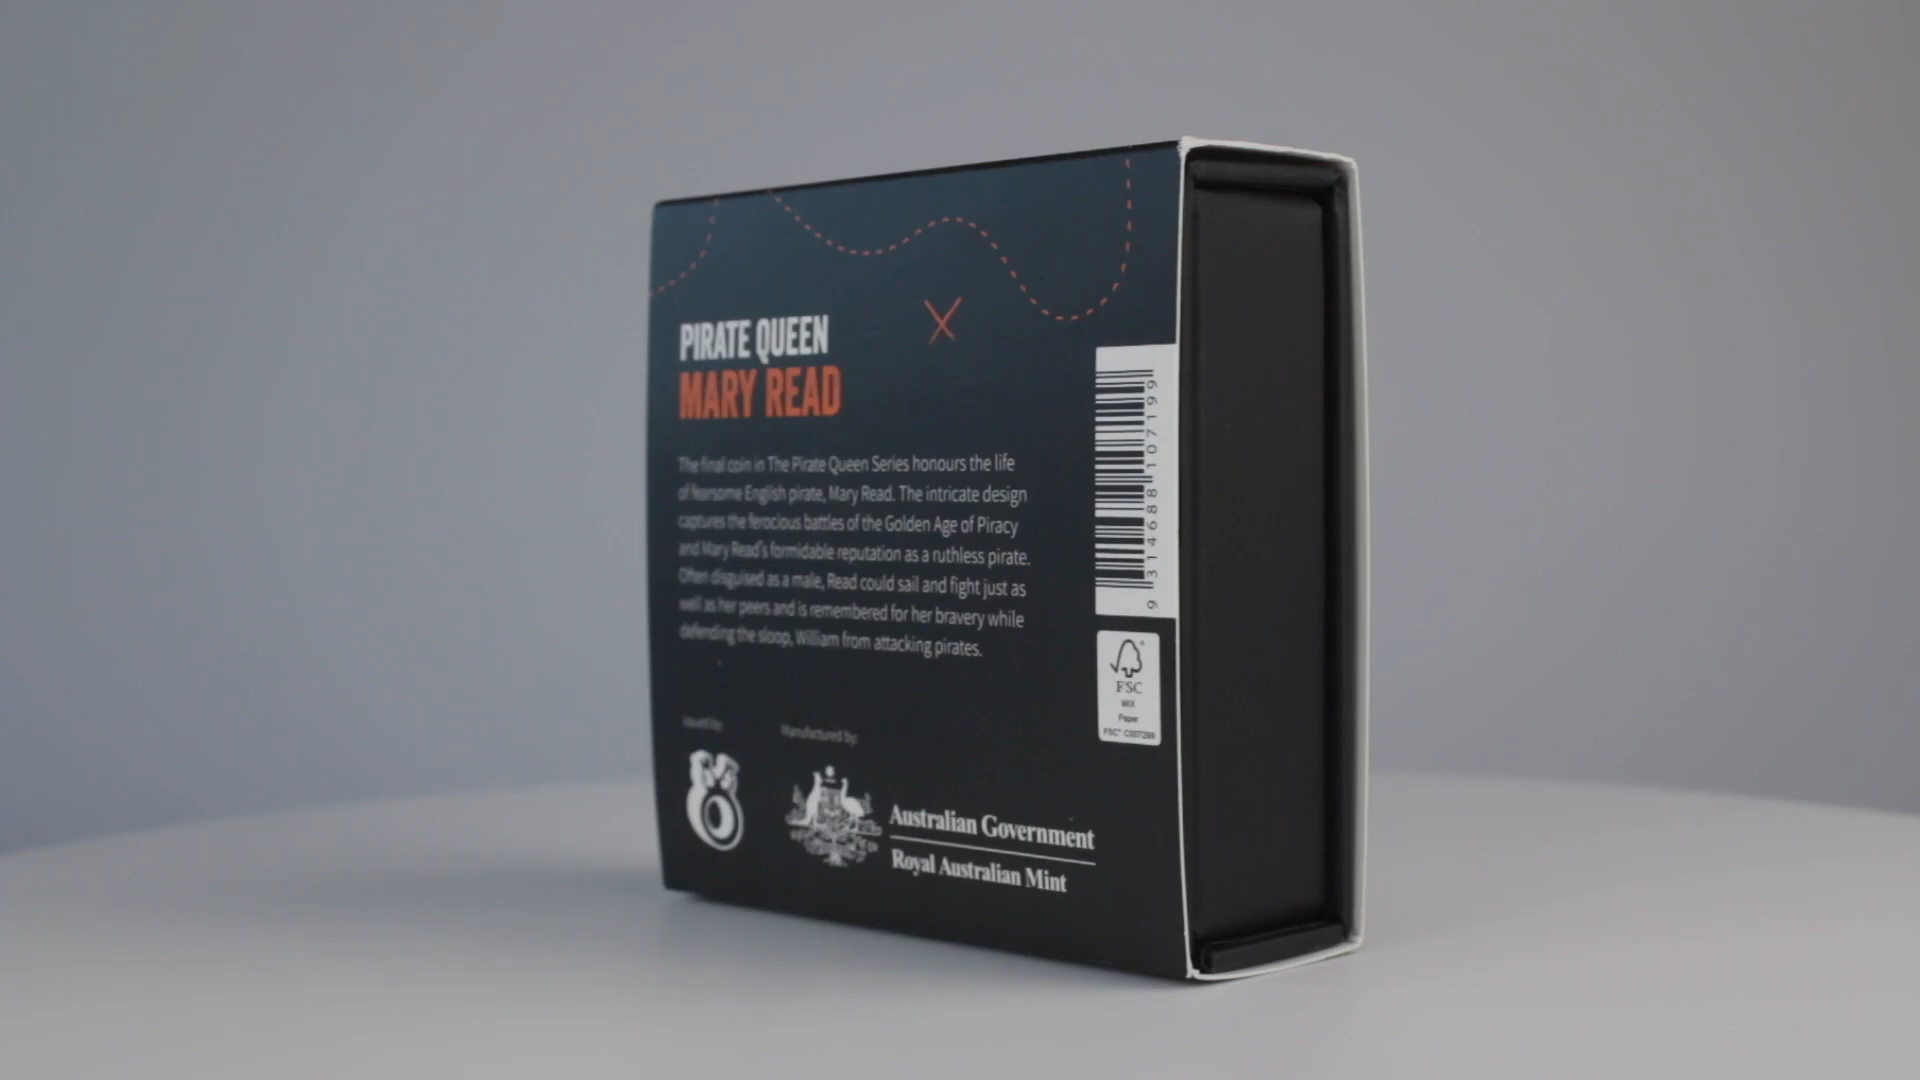 PIRATE QUEEN
MARY READ
The final coin in The Pirate Queen Series honours the life
of fearsome English pirate, Mary Read. The intricate design
captures the ferocious battles of the Golden Age of Piracy
and Mary Read's formidable reputation as a ruthless pirate.
Often disguised as a male, Read could sail and fight just as
well as her peers and is remembered for her bravery while
defending the sloop, William from attacking pirates.
9 314688 107199
FSC
MIX
Paper
FSC® C007299
Issued by:
Manufactured by:
Australian Government
Royal Australian Mint